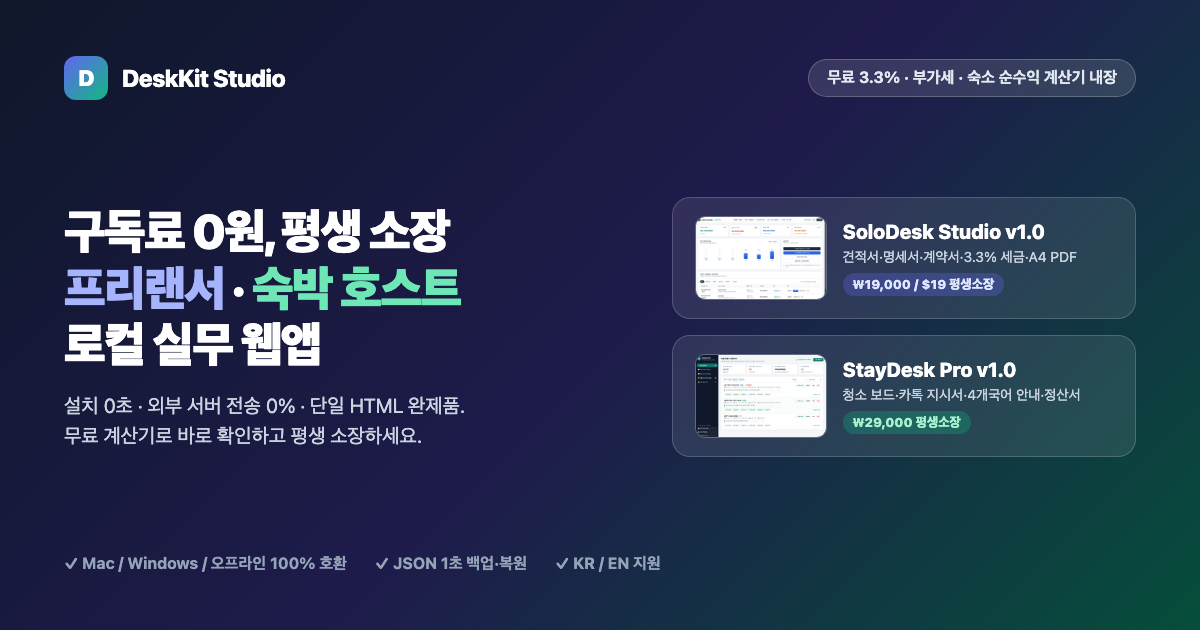 D
DeskKit Studio
무료 3.3% · 부가세 · 숙소 순수익 계산기 내장
구독료 0원, 평생 소장
프리랜서 · 숙박 호스트
로컬 실무 웹앱
설치 0초 · 외부 서버 전송 0% · 단일 HTML 완제품.
무료 계산기로 바로 확인하고 평생 소장하세요.
SoloDesk Studio v1.0
견적서·명세서·계약서·3.3% 세금·A4 PDF
₩19,000 / $19 평생소장
StayDesk Pro v1.0
청소 보드·카톡 지시서·4개국어 안내·정산서
₩29,000 평생소장
✓ Mac / Windows / 오프라인 100% 호환
✓ JSON 1초 백업·복원
✓ KR / EN 지원